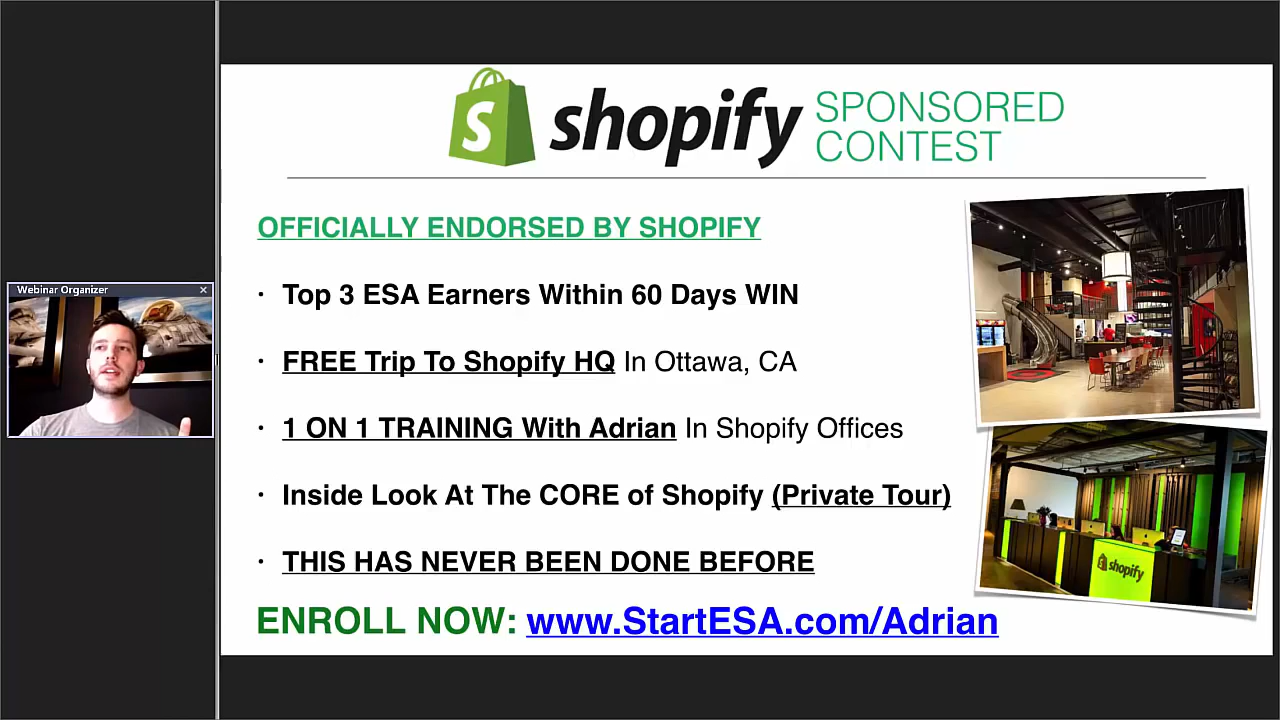 shopify
SPONSORED
CONTEST
OFFICIALLY ENDORSED BY SHOPIFY
Webinar Organizer
· Top 3 ESA Earners Within 60 Days WIN
· FREE Trip To Shopify HQ In Ottawa, CA
· 1 ON 1 TRAINING With Adrian In Shopify Offices
· Inside Look At The CORE of Shopify (Private Tour)
· THIS HAS NEVER BEEN DONE BEFORE
shopify
ENROLL NOW: www.StartESA.com/Adrian